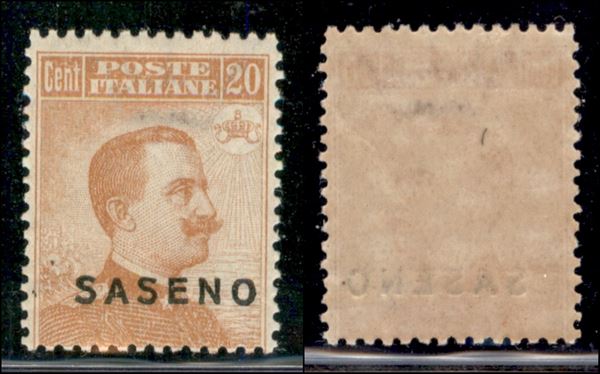 Cent POSTE ITALIANE 20
SASENO